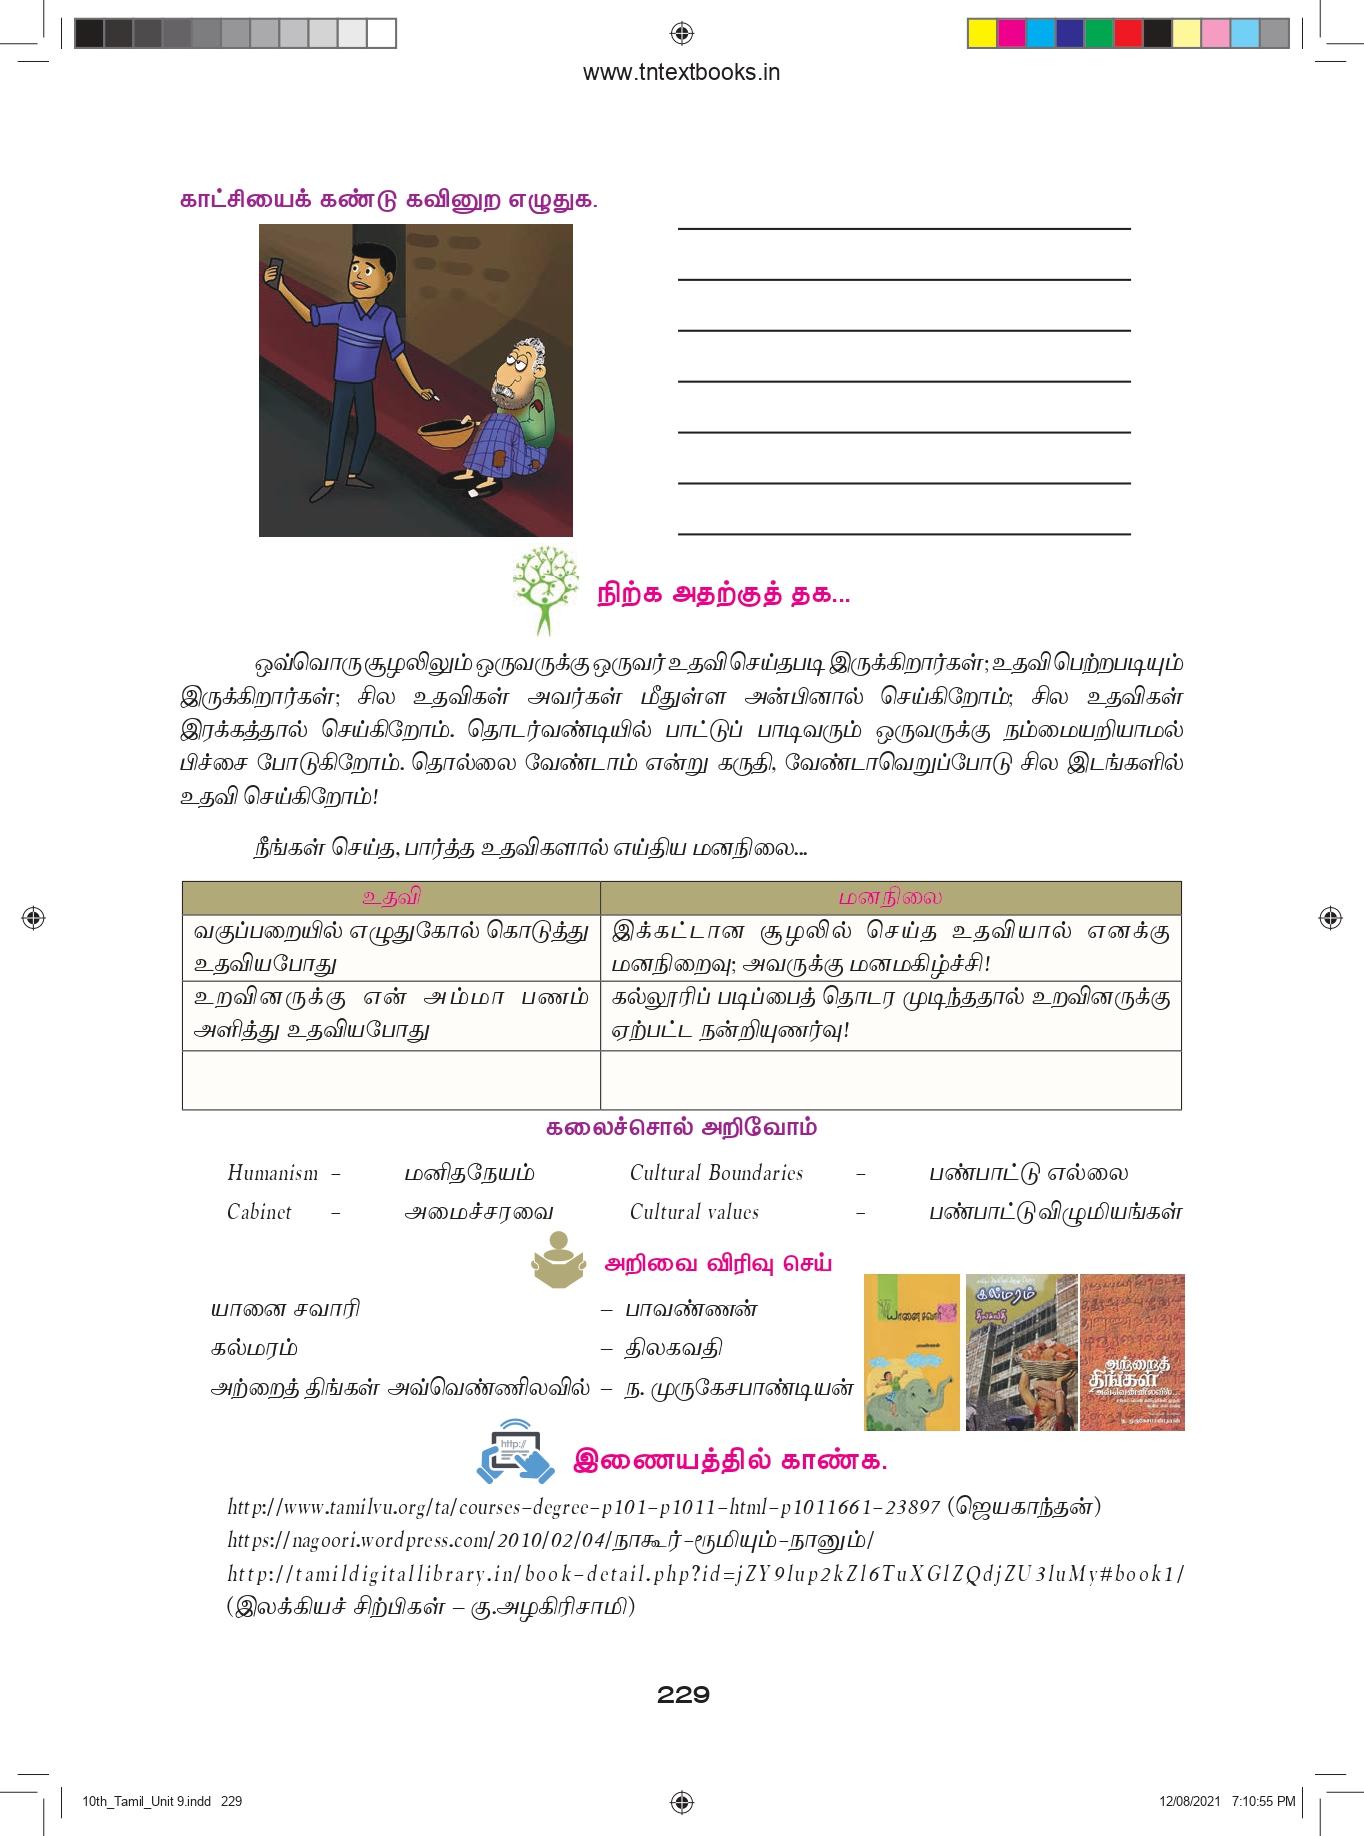 www.tntextbooks.in
காட்சியைக் கண்டு கவினுற எழுதுக.
நிற்க அதற்குத் தக...
ஒவ்வொரு சூழலிலும் ஒருவருக்கு ஒருவர் உதவி செய்தபடி இருக்கிறார்கள்; உதவி பெற்றபடியும்
இருக்கிறார்கள்; சில உதவிகள் அவர்கள் மீதுள்ள அன்பினால் செய்கிறோம்; சில உதவிகள்
இரக்கத்தால் செய்கிறோம். தொடர்வண்டியில் பாட்டுப் பாடிவரும் ஒருவருக்கு நம்மையறியாமல்
பிச்சை போடுகிறோம். தொல்லை வேண்டாம் என்று கருதி, வேண்டாவெறுப்போடு சில இடங்களில்
உதவி செய்கிறோம்!
நீங்கள் செய்த, பார்த்த உதவிகளால் எய்திய மனநிலை...
உதவி மனநிலை
வகுப்பறையில் எழுதுகோல் கொடுத்து
உதவியபோது
இக்கட்டான சூழலில் செய்த உதவியால் எனக்கு
மனநிறைவு; அவருக்கு மனமகிழ்ச்சி!
உறவினருக்கு என் அம்மா பணம்
அளித்து உதவியபோது
கல்லூரிப் படிப்பைத் தொடர முடிந்ததால் உறவினருக்கு
ஏற்பட்ட நன்றியுணர்வு!
கலைச்சொல் அறிவோம்
Humanism – மனிதநேயம் Cultural Boundaries – பண்பாட்டு எல்லை
Cabinet – அமைச்சரவை Cultural values – பண்பாட்டு விழுமியங்கள்
அறிவை விரிவு செய்
யானை சவாரி – பாவண்ணன்
கல்மரம் – திலகவதி
அற்றைத் திங்கள் அவ்வெண்ணிலவில் – ந. முருகேசபாண்டியன்
யானை சவாரி
பாவண்ணன்
கல்மரம்
திலகவதி
அற்றைத்
திங்கள்
அவ்வெண்ணிலவில்...
ந. முருகேசபாண்டியன்
http://
இணையத்தில் காண்க.
http://www.tamilvu.org/ta/courses-degree-p101-p1011-html-p1011661-23897 (ஜெயகாந்தன்)
https://nagoori.wordpress.com/2010/02/04/நாகூர்-ரூமியும்-நானும்/
http://tamildigitallibrary.in/book-detail.php?id=jZY9lup2kZl6TuXGlZQdjZU3luMy#book1/
(இலக்கியச் சிற்பிகள் – கு.அழகிரிசாமி)
229
10th_Tamil_Unit 9.indd 229
12/08/2021 7:10:55 PM